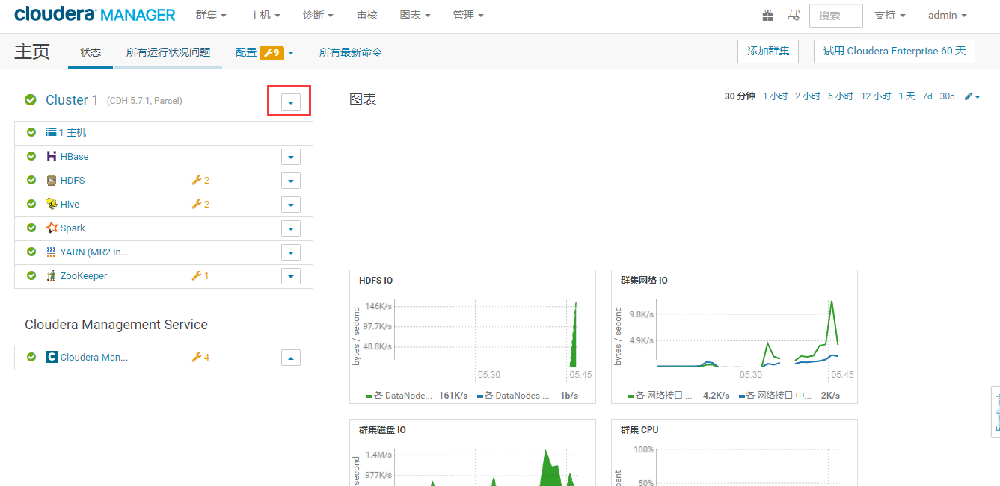 cloudera MANAGER 群集 主机 诊断 审核 图表 管理 搜索 支持 admin
主页 状态 所有运行状况问题 配置 9 所有最新命令 添加群集 试用 Cloudera Enterprise 60 天
Cluster 1 (CDH 5.7.1, Parcel)
1 主机
HBase
HDFS 2
Hive 2
Spark
YARN (MR2 In...
ZooKeeper 1
Cloudera Management Service
Cloudera Man... 4
图表 30 分钟 1 小时 2 小时 6 小时 12 小时 1 天 7d 30d
HDFS IO
bytes / second
146K/s
97.7K/s
48.8K/s
05:30 05:45
各 DataNode... 161K/s 各 DataNodes ... 1b/s
群集网络 IO
bytes / second
9.8K/s
4.9K/s
05:30 05:45
各 网络接口 ... 4.2K/s 各 网络接口 中... 2K/s
群集磁盘 IO
second
1.4M/s
977K/s
群集 CPU
100%
50%
Feedback